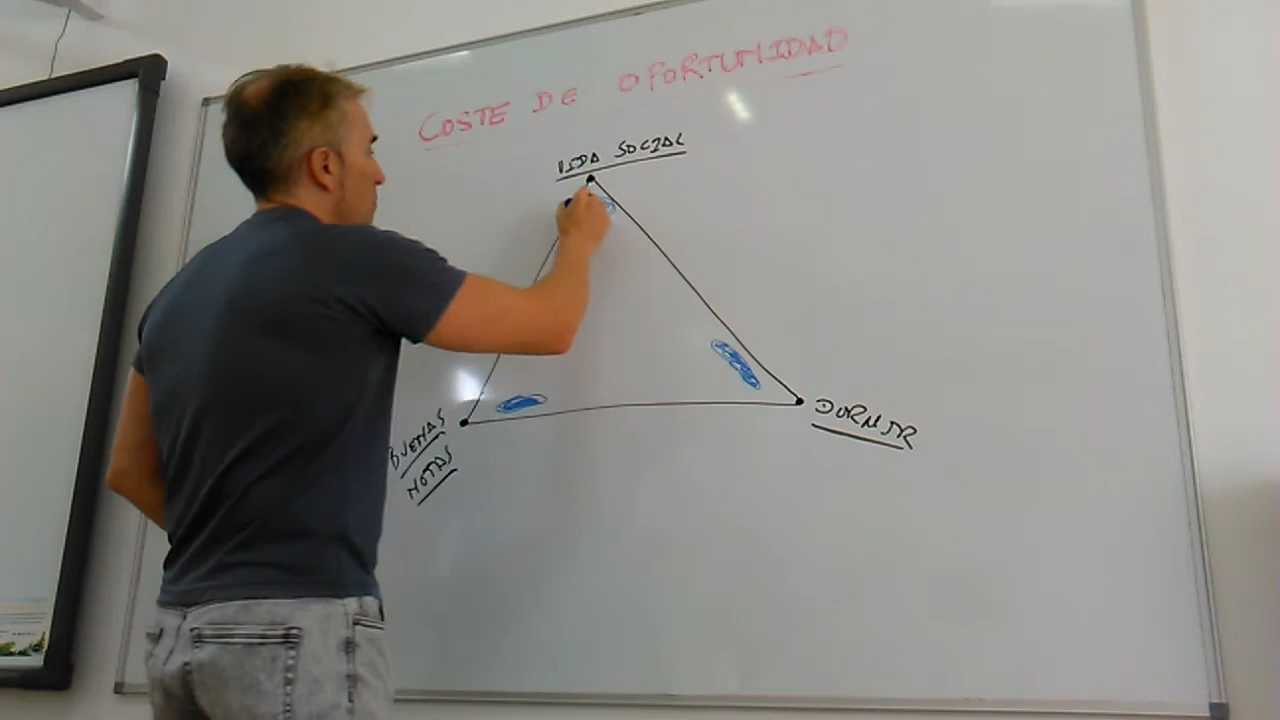 COSTE DE OPORTUNIDAD
VIDA SOCIAL
BUENAS
NOTAS
DORMIR